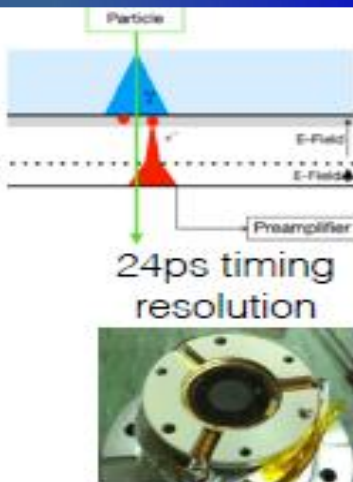 Particle
γ
e⁻
E-Field
E-Field
Preamplifier
24ps timing
resolution